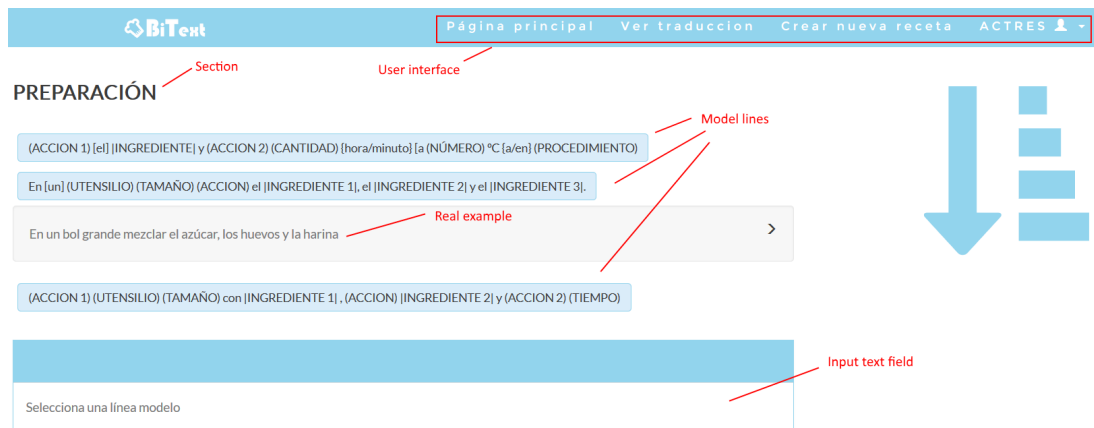 BiText
Página principal Ver traduccion Crear nueva receta ACTRES
Section
User interface
PREPARACIÓN
Model lines
(ACCION 1) [el] |INGREDIENTE| y (ACCION 2) (CANTIDAD) {hora/minuto} [a (NÚMERO) ºC {a/en} (PROCEDIMIENTO)
En [un] (UTENSILIO) (TAMAÑO) (ACCION) el |INGREDIENTE 1|, el |INGREDIENTE 2| y el |INGREDIENTE 3|.
Real example
En un bol grande mezclar el azúcar, los huevos y la harina
(ACCION 1) (UTENSILIO) (TAMAÑO) con |INGREDIENTE 1| , (ACCION) |INGREDIENTE 2| y (ACCION 2) (TIEMPO)
Input text field
Selecciona una línea modelo